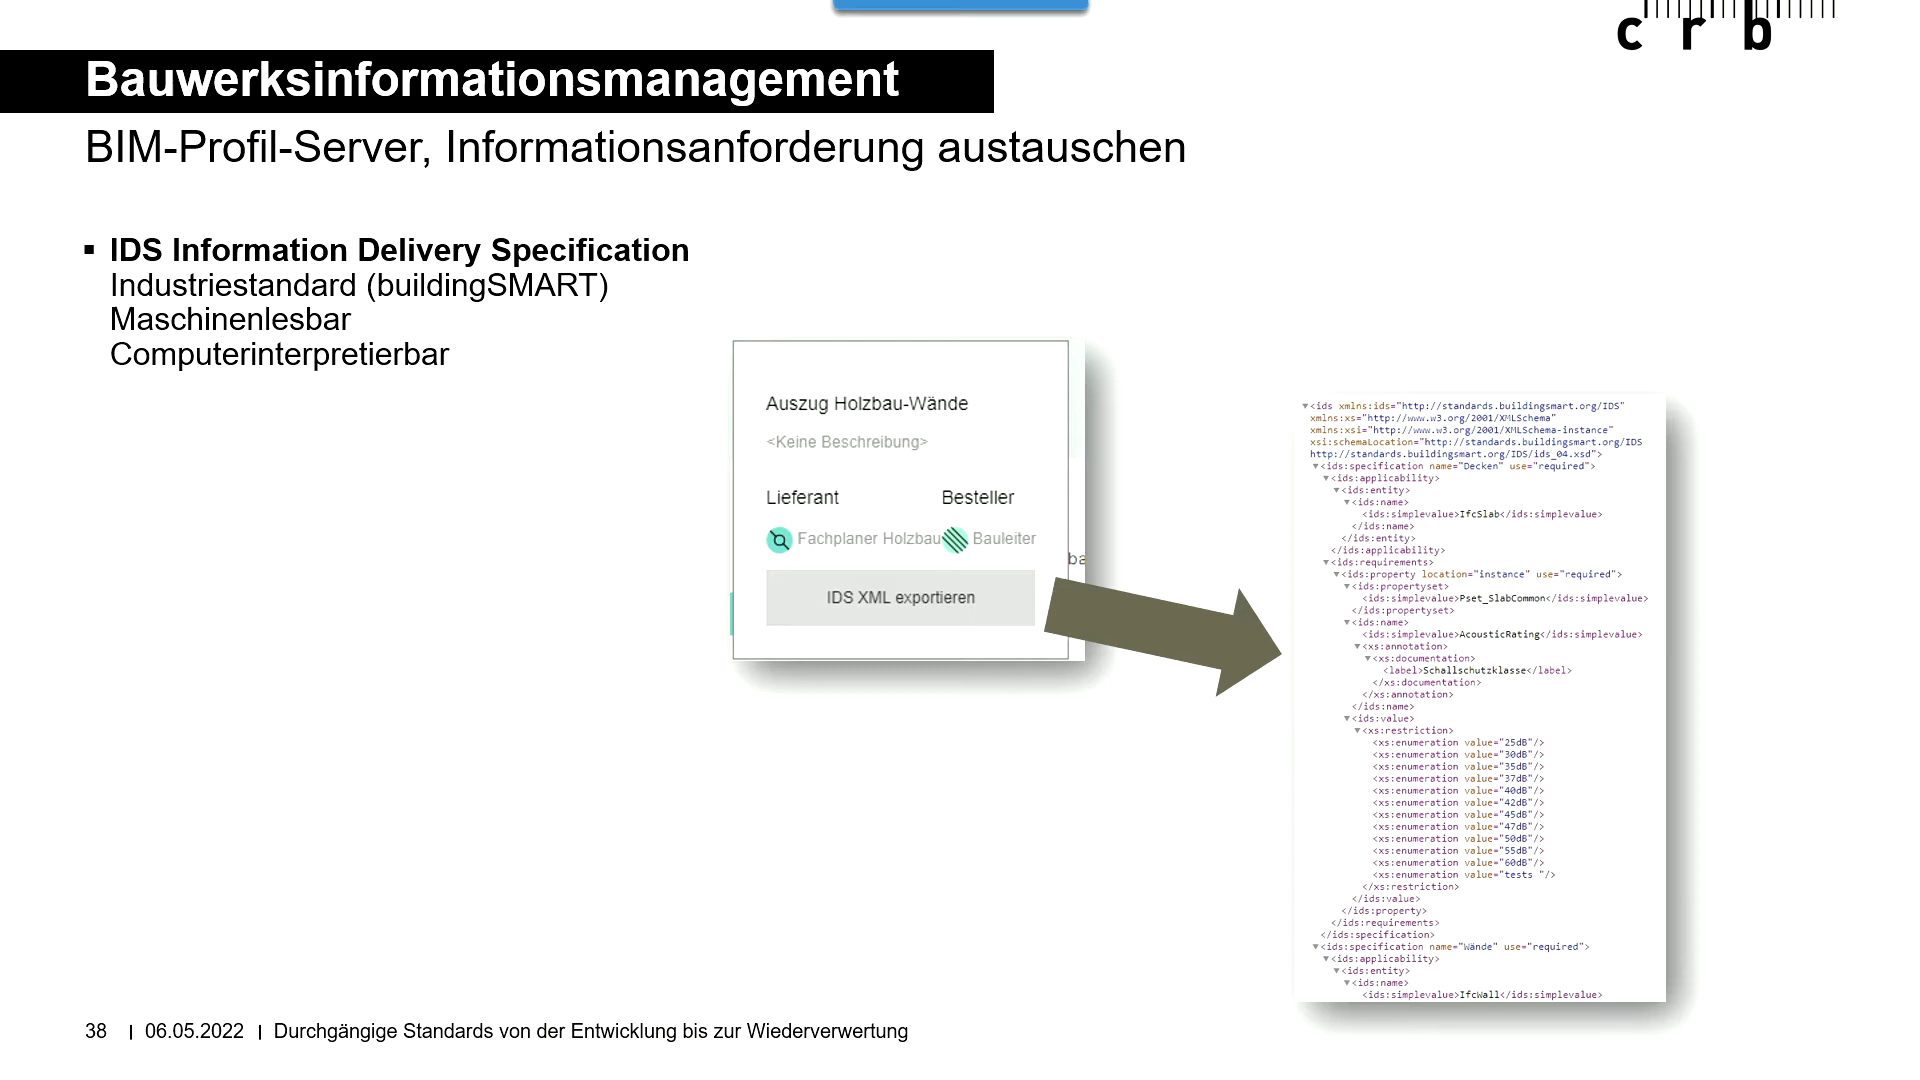 crb
Bauwerksinformationsmanagement
BIM-Profil-Server, Informationsanforderung austauschen
▪ IDS Information Delivery Specification
Industriestandard (buildingSMART)
Maschinenlesbar
Computerinterpretierbar
Auszug Holzbau-Wände
<Keine Beschreibung>
Lieferant Besteller
Fachplaner Holzbau Bauleiter
ba
IDS XML exportieren
▼<ids xmlns:ids="http://standards.buildingsmart.org/IDS"
xmlns:xs="http://www.w3.org/2001/XMLSchema"
xmlns:xsi="http://www.w3.org/2001/XMLSchema-instance"
xsi:schemaLocation="http://standards.buildingsmart.org/IDS
http://standards.buildingsmart.org/IDS/ids_04.xsd">
▼<ids:specification name="Decken" use="required">
▼<ids:applicability>
▼<ids:entity>
▼<ids:name>
<ids:simplevalue>IfcSlab</ids:simplevalue>
</ids:name>
</ids:entity>
</ids:applicability>
▼<ids:requirements>
▼<ids:property location="instance" use="required">
▼<ids:propertyset>
<ids:simplevalue>Pset_SlabCommon</ids:simplevalue>
</ids:propertyset>
▼<ids:name>
<ids:simplevalue>AcousticRating</ids:simplevalue>
▼<xs:annotation>
▼<xs:documentation>
<label>Schallschutzklasse</label>
</xs:documentation>
</xs:annotation>
</ids:name>
▼<ids:value>
▼<xs:restriction>
<xs:enumeration value="25dB"/>
<xs:enumeration value="30dB"/>
<xs:enumeration value="35dB"/>
<xs:enumeration value="37dB"/>
<xs:enumeration value="40dB"/>
<xs:enumeration value="42dB"/>
<xs:enumeration value="45dB"/>
<xs:enumeration value="47dB"/>
<xs:enumeration value="50dB"/>
<xs:enumeration value="55dB"/>
<xs:enumeration value="60dB"/>
<xs:enumeration value="tests "/>
</xs:restriction>
</ids:value>
</ids:property>
</ids:requirements>
</ids:specification>
▼<ids:specification name="Wände" use="required">
▼<ids:applicability>
▼<ids:entity>
▼<ids:name>
<ids:simplevalue>IfcWall</ids:simplevalue>
38 | 06.05.2022 | Durchgängige Standards von der Entwicklung bis zur Wiederverwertung